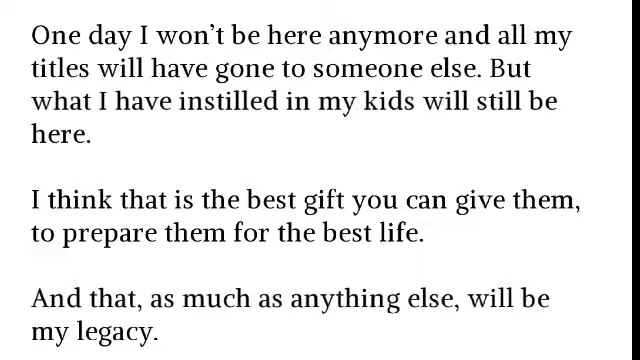 One day I won’t be here anymore and all my
titles will have gone to someone else. But
what I have instilled in my kids will still be
here.
I think that is the best gift you can give them,
to prepare them for the best life.
And that, as much as anything else, will be
my legacy.